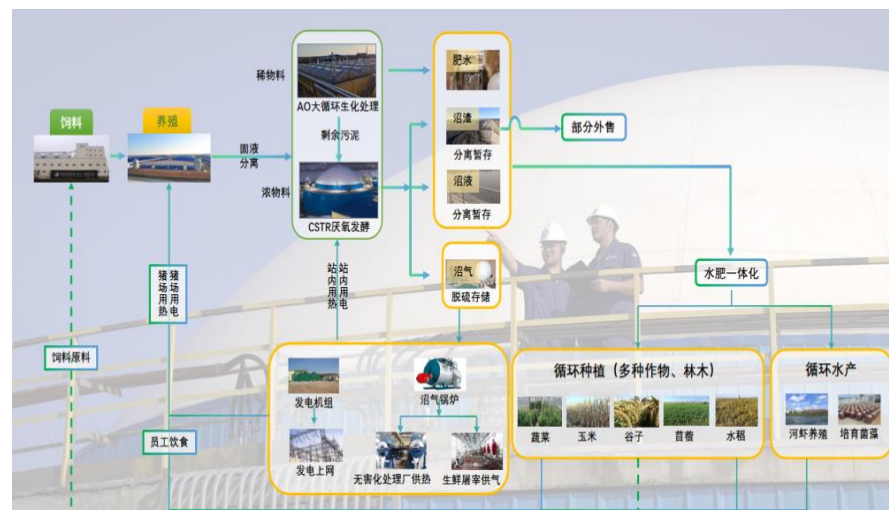 饲料
养殖
固液
分离
稀物料
浓物料
AO大循环生化处理
剩余污泥
CSTR厌氧发酵
肥水
沼渣
分离暂存
沼液
分离暂存
沼气
脱硫存储
部分外售
水肥一体化
猪场用热
猪场用电
站内用热
站内用电
饲料原料
员工饮食
发电机组
发电上网
沼气锅炉
无害化处理厂供热
生鲜屠宰供气
循环种植（多种作物、林木）
蔬菜
玉米
谷子
苜蓿
水稻
循环水产
河虾养殖
培育菌藻